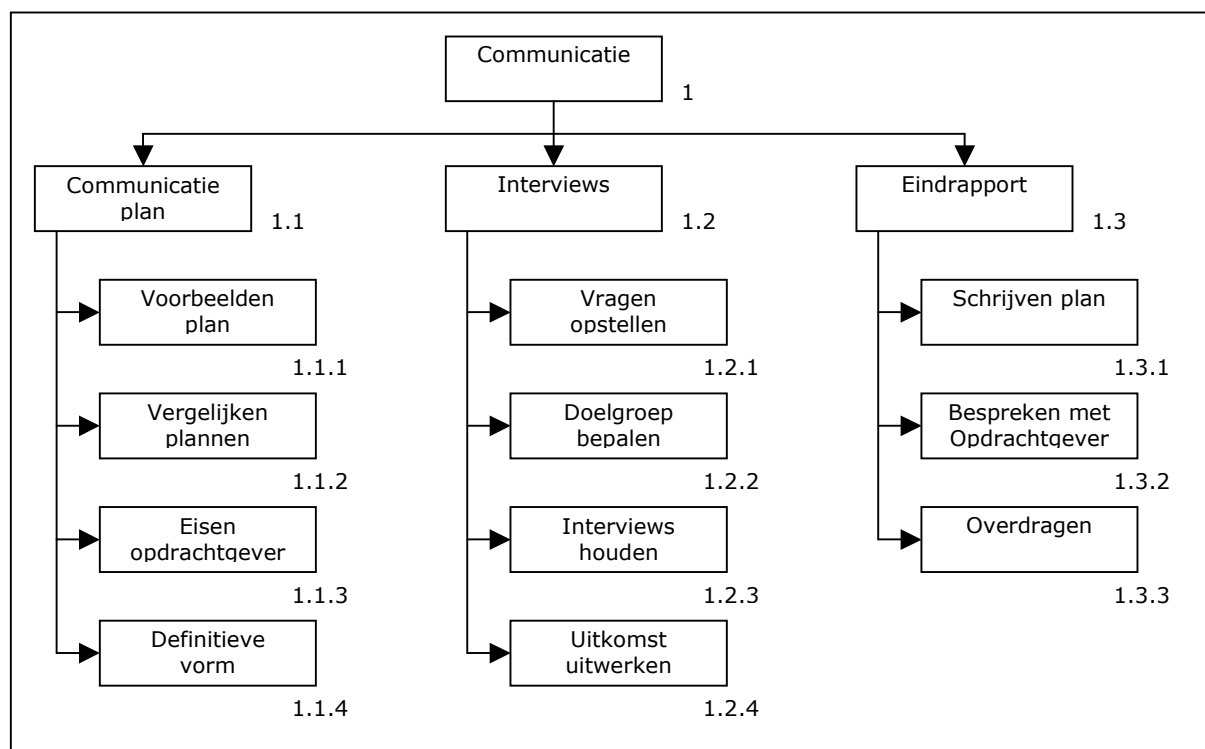 Communicatie
1
Communicatie
plan
1.1
Interviews
1.2
Eindrapport
1.3
Voorbeelden
plan
1.1.1
Vragen
opstellen
1.2.1
Schrijven plan
1.3.1
Vergelijken
plannen
1.1.2
Doelgroep
bepalen
1.2.2
Bespreken met
Opdrachtgever
1.3.2
Eisen
opdrachtgever
1.1.3
Interviews
houden
1.2.3
Overdragen
1.3.3
Definitieve
vorm
1.1.4
Uitkomst
uitwerken
1.2.4